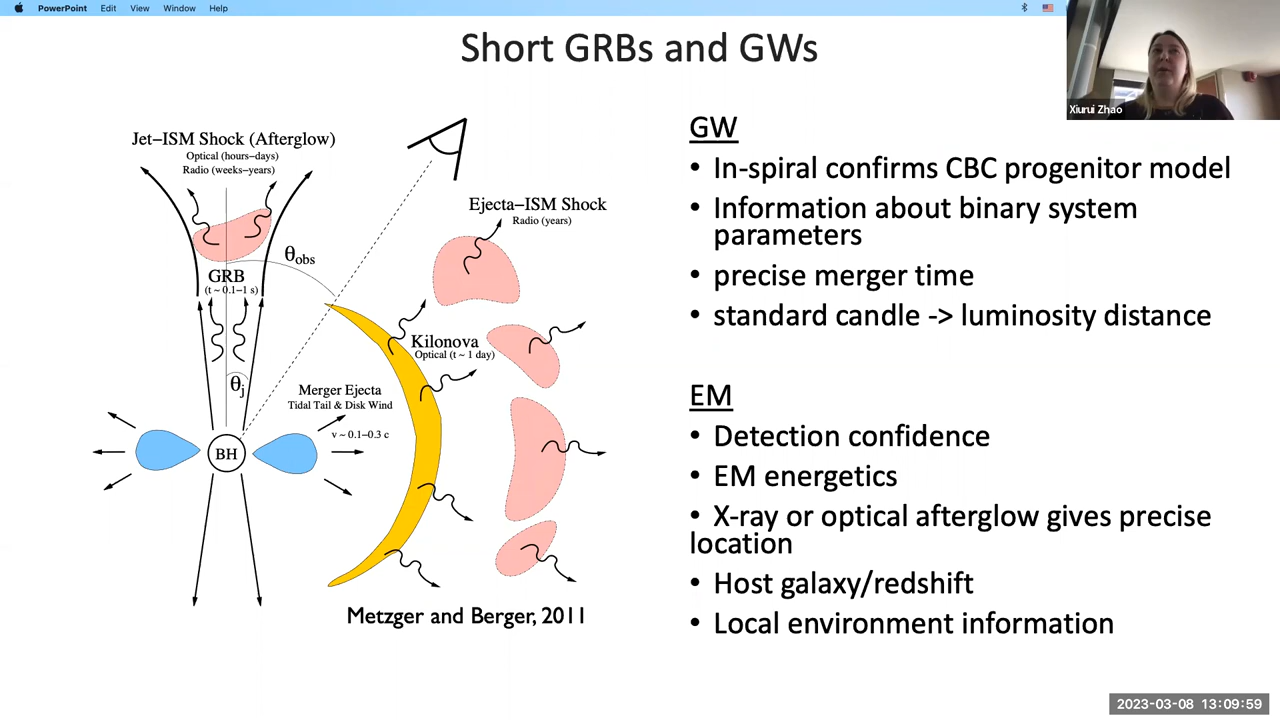 PowerPoint Edit View Window Help
Short GRBs and GWs
Xiurui Zhao
Jet–ISM Shock (Afterglow)
Optical (hours–days)
Radio (weeks–years)
Ejecta–ISM Shock
Radio (years)
θobs
GRB
(t ~ 0.1–1 s)
Kilonova
Optical (t ~ 1 day)
θj
Merger Ejecta
Tidal Tail & Disk Wind
v ~ 0.1–0.3 c
BH
Metzger and Berger, 2011
GW
• In-spiral confirms CBC progenitor model
• Information about binary system
parameters
• precise merger time
• standard candle -> luminosity distance
EM
• Detection confidence
• EM energetics
• X-ray or optical afterglow gives precise
location
• Host galaxy/redshift
• Local environment information
2023-03-08 13:09:59